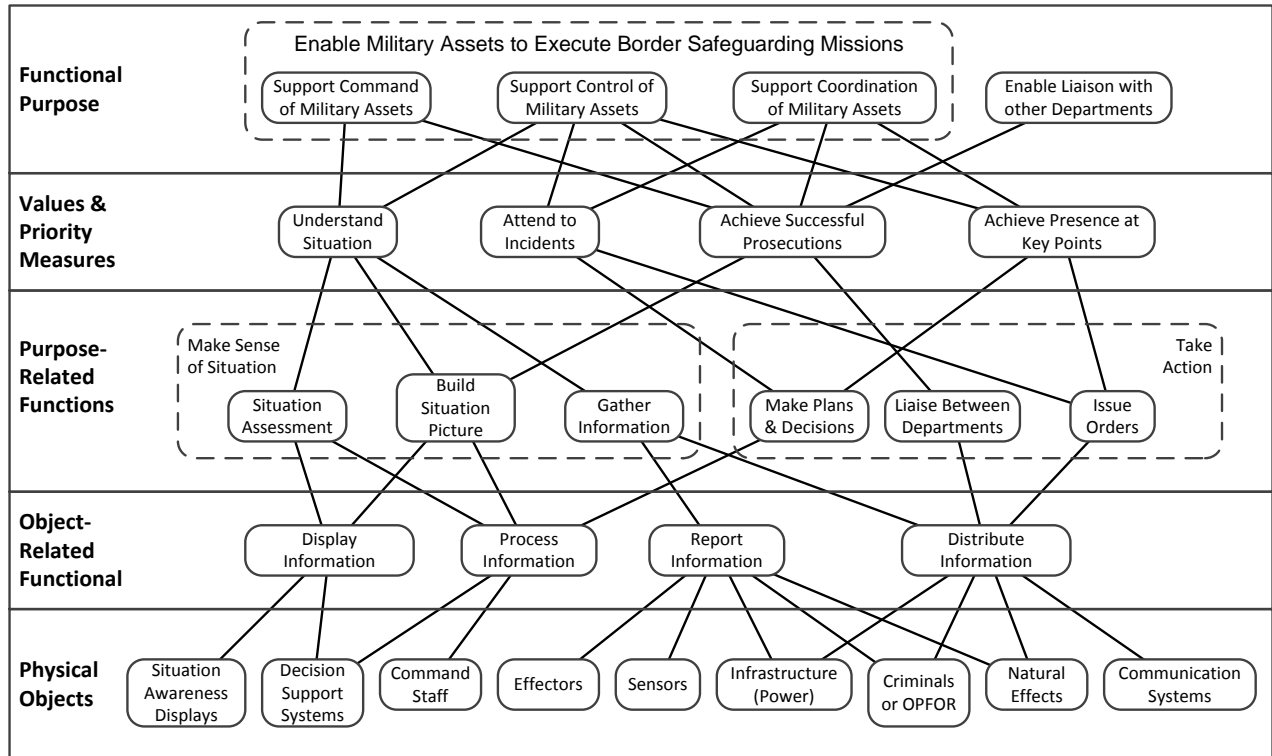 Functional
Purpose
Enable Military Assets to Execute Border Safeguarding Missions
Support Command
of Military Assets
Support Control of
Military Assets
Support Coordination
of Military Assets
Enable Liaison with
other Departments
Values &
Priority
Measures
Understand
Situation
Attend to
Incidents
Achieve Successful
Prosecutions
Achieve Presence at
Key Points
Purpose-
Related
Functions
Make Sense
of Situation
Situation
Assessment
Build
Situation
Picture
Gather
Information
Take
Action
Make Plans
& Decisions
Liaise Between
Departments
Issue
Orders
Object-
Related
Functional
Display
Information
Process
Information
Report
Information
Distribute
Information
Physical
Objects
Situation
Awareness
Displays
Decision
Support
Systems
Command
Staff
Effectors
Sensors
Infrastructure
(Power)
Criminals
or OPFOR
Natural
Effects
Communication
Systems